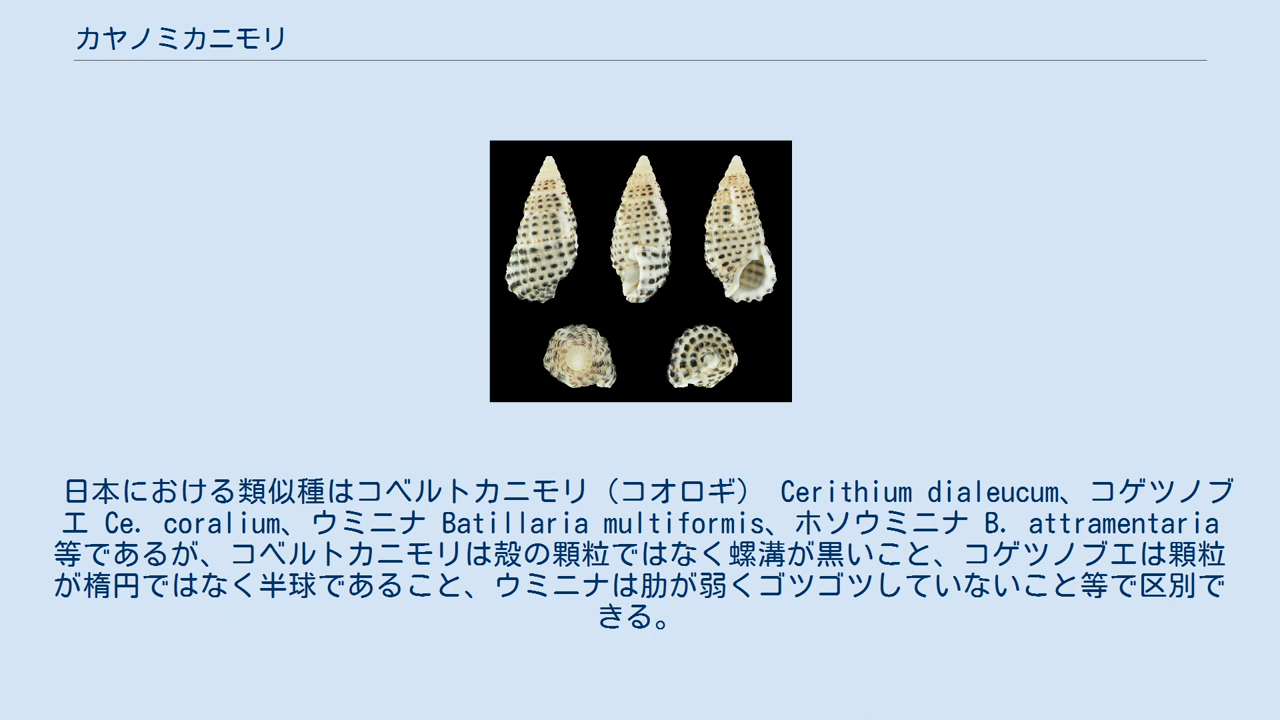 カヤノミカニモリ
日本における類似種はコベルトカニモリ（コオロギ） Cerithium dialeucum、コゲツノブ
エ Ce. coralium、ウミニナ Batillaria multiformis、ホソウミニナ B. attramentaria
等であるが、コベルトカニモリは殻の顆粒ではなく螺溝が黒いこと、コゲツノブエは顆粒
が楕円ではなく半球であること、ウミニナは肋が弱くゴツゴツしていないこと等で区別で
きる。